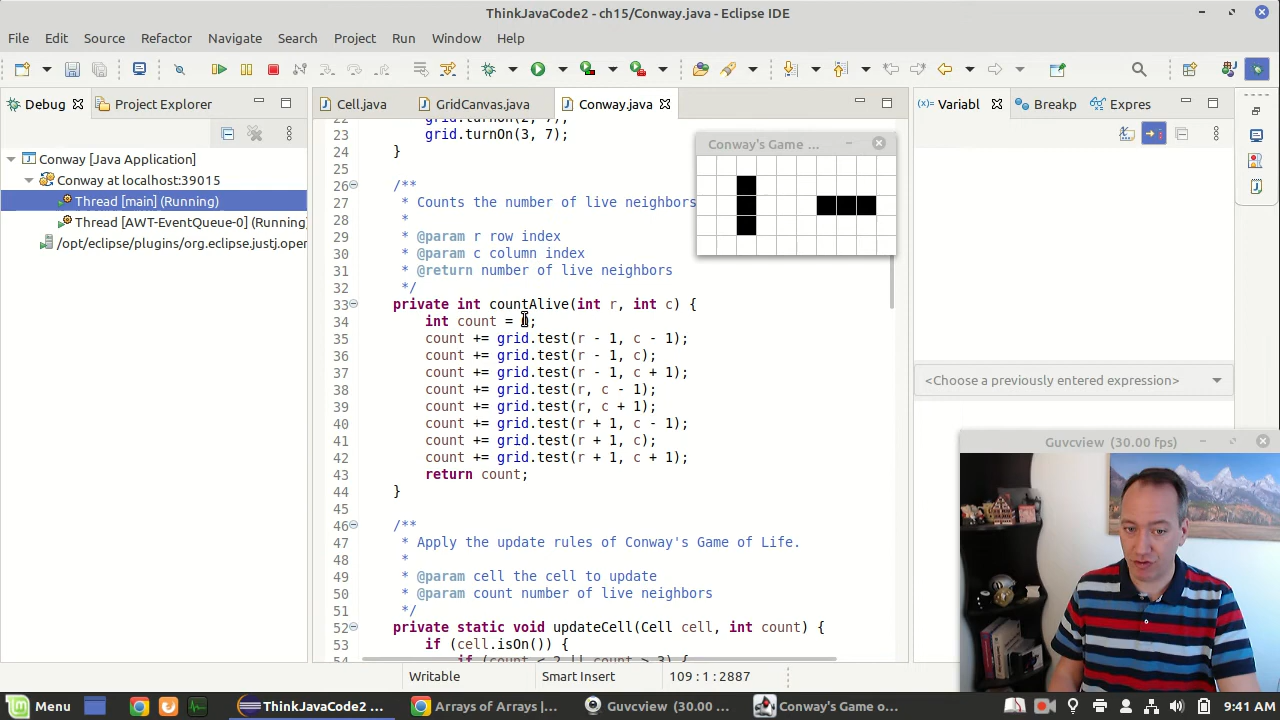 ThinkJavaCode2 - ch15/Conway.java - Eclipse IDE
File Edit Source Refactor Navigate Search Project Run Window Help
Debug Project Explorer
Conway [Java Application]
Conway at localhost:39015
Thread [main] (Running)
Thread [AWT-EventQueue-0] (Running)
/opt/eclipse/plugins/org.eclipse.justj.oper
Cell.java GridCanvas.java Conway.java
22 grid.turnOn(2, 7);
23 grid.turnOn(3, 7);
24 }
25
26 /**
27 * Counts the number of live neighbors
28 *
29 * @param r row index
30 * @param c column index
31 * @return number of live neighbors
32 */
33 private int countAlive(int r, int c) {
34 int count = 0;
35 count += grid.test(r - 1, c - 1);
36 count += grid.test(r - 1, c);
37 count += grid.test(r - 1, c + 1);
38 count += grid.test(r, c - 1);
39 count += grid.test(r, c + 1);
40 count += grid.test(r + 1, c - 1);
41 count += grid.test(r + 1, c);
42 count += grid.test(r + 1, c + 1);
43 return count;
44 }
45
46 /**
47 * Apply the update rules of Conway's Game of Life.
48 *
49 * @param cell the cell to update
50 * @param count number of live neighbors
51 */
52 private static void updateCell(Cell cell, int count) {
53 if (cell.isOn()) {
54 if (count < 2 || count > 3) {
Conway's Game ...
(x)= Variabl Breakp Expres
<Choose a previously entered expression>
Guvcview (30.00 fps)
Writable Smart Insert 109 : 1 : 2887
Menu ThinkJavaCode2 ... Arrays of Arrays |... Guvcview (30.00 ... Conway's Game o... 9:41 AM